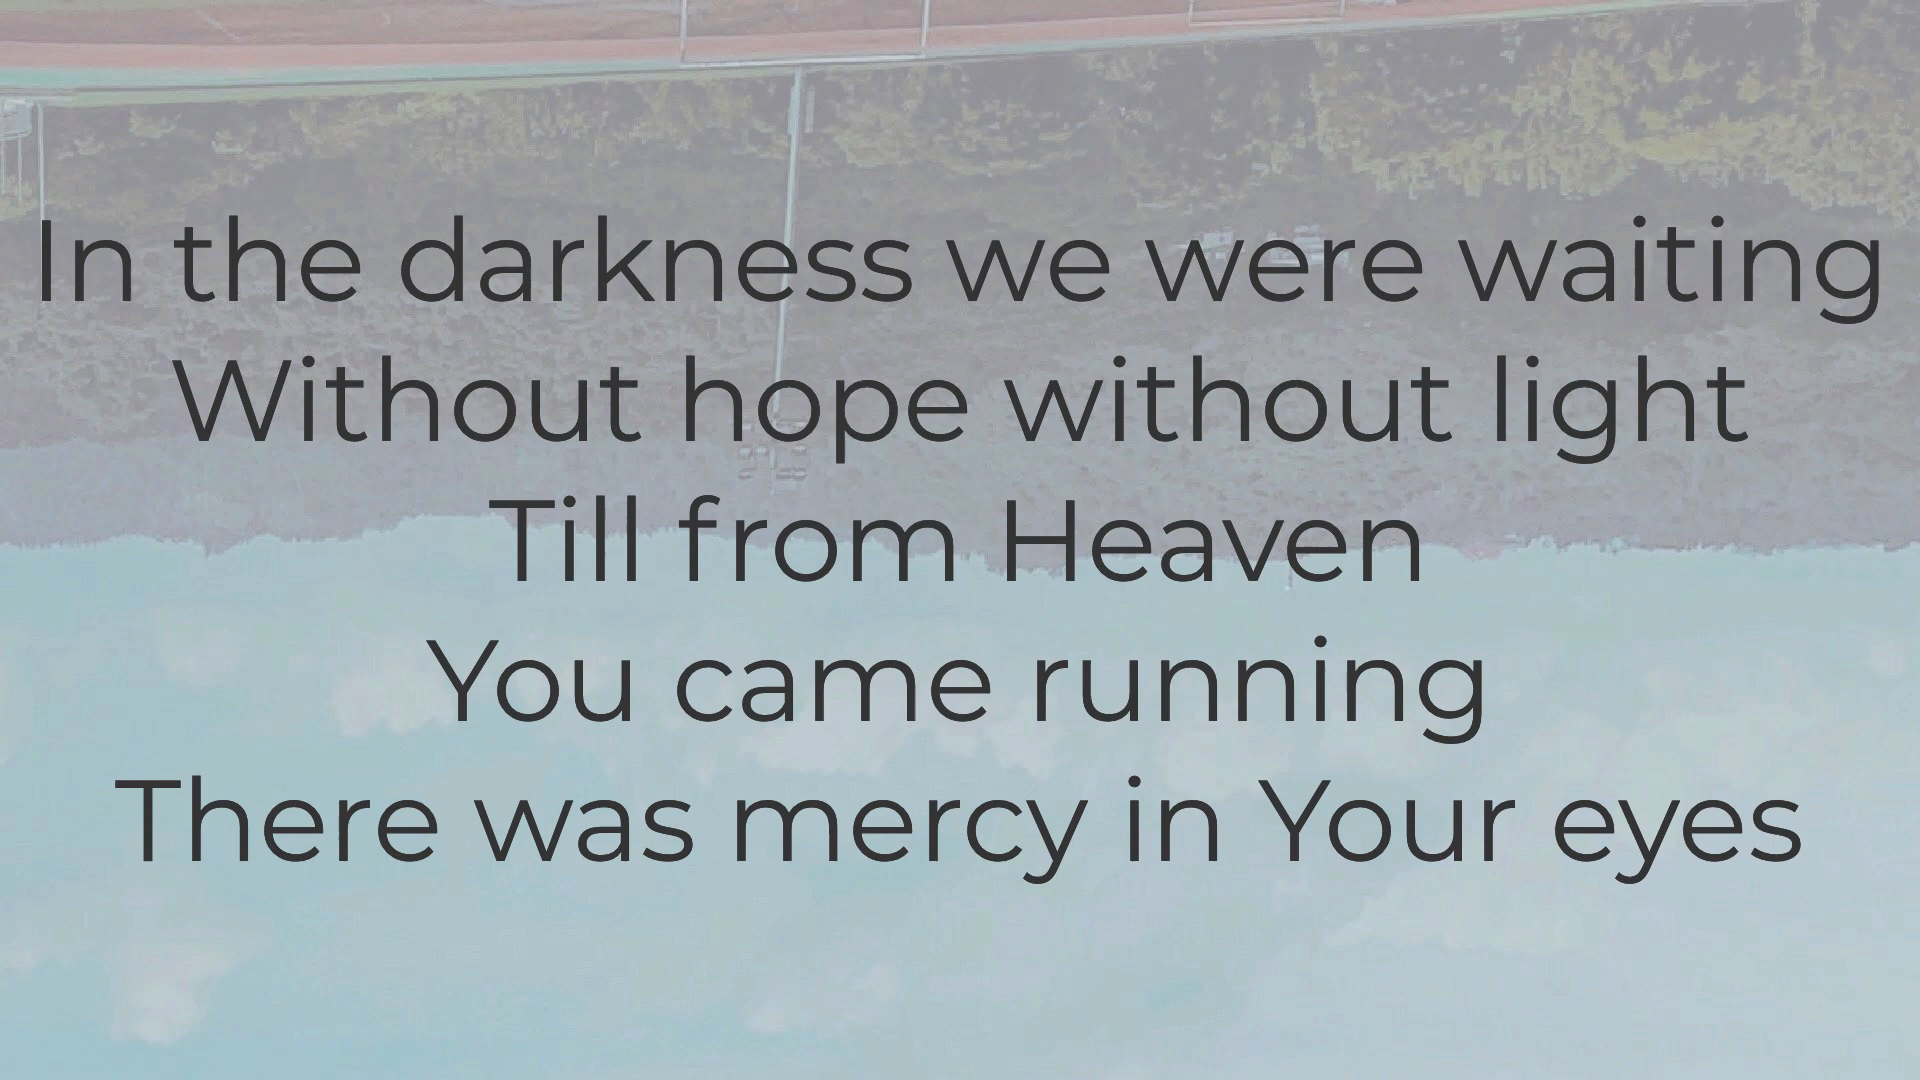 In the darkness we were waiting
Without hope without light
Till from Heaven
You came running
There was mercy in Your eyes